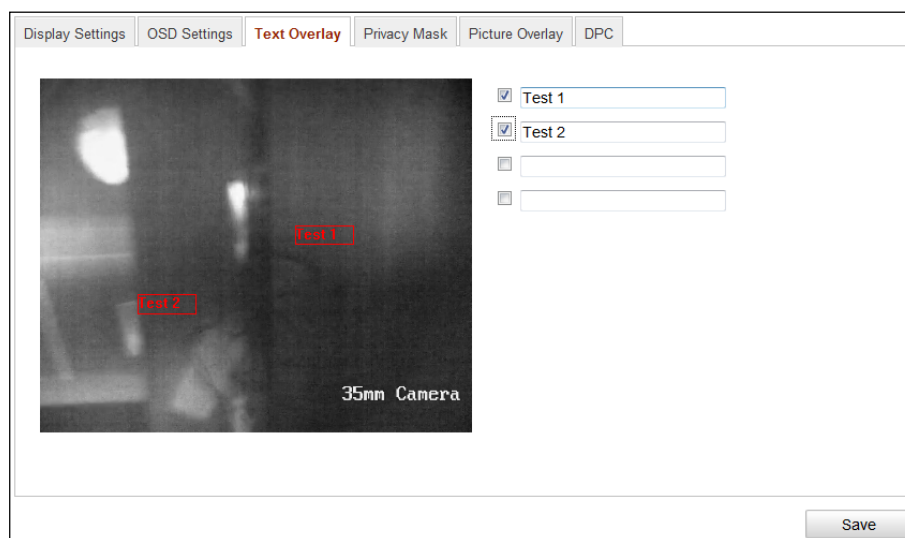 Display Settings OSD Settings Text Overlay Privacy Mask Picture Overlay DPC
Test 1
Test 2
Test 1
Test 2
35mm Camera
Save